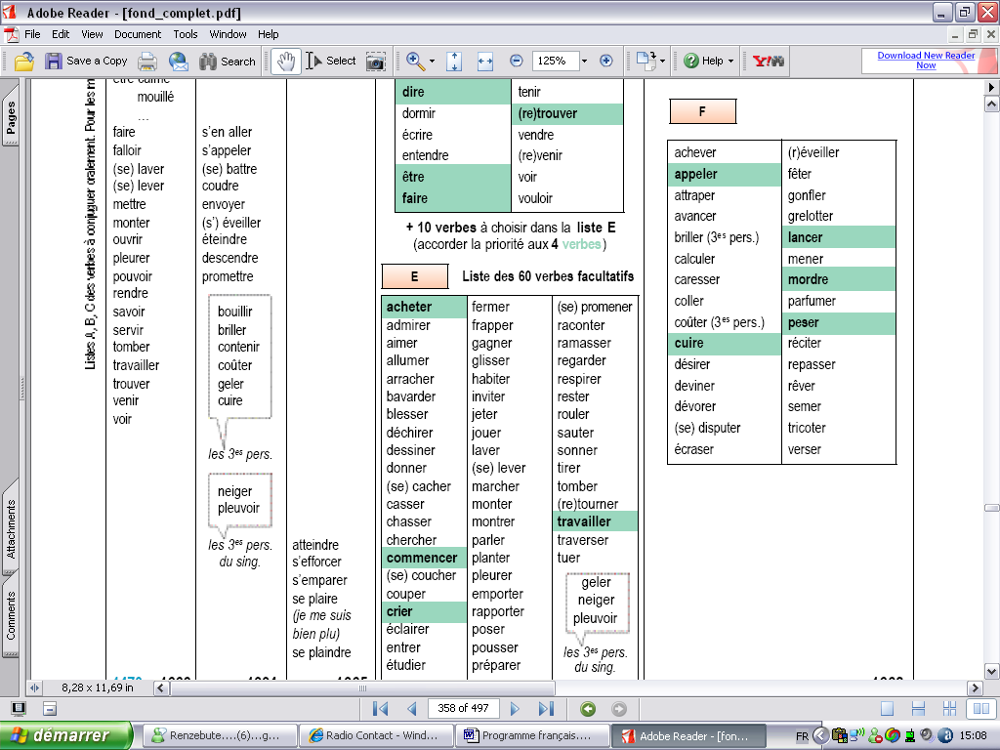 Adobe Reader - [fond_complet.pdf]
File Edit View Document Tools Window Help
Save a Copy Search Select 125% Help Y!
Download New Reader Now
Pages
Attachments
Comments
Listes A, B, C des verbes à conjuguer oralement. Pour les m
être calme
mouillé
...
faire
falloir
(se) laver
(se) lever
mettre
monter
ouvrir
pleurer
pouvoir
rendre
savoir
servir
tomber
travailler
trouver
venir
voir
s'en aller
s'appeler
(se) battre
coudre
envoyer
(s') éveiller
éteindre
descendre
promettre
bouillir
briller
contenir
coûter
geler
cuire
les 3es pers.
neiger
pleuvoir
les 3es pers.
du sing.
atteindre
s'efforcer
s'emparer
se plaire
(je me suis
bien plu)
se plaindre
dire
dormir
écrire
entendre
être
faire
tenir
(re)trouver
vendre
(re)venir
voir
vouloir
+ 10 verbes à choisir dans la liste E
(accorder la priorité aux 4 verbes)
E
Liste des 60 verbes facultatifs
acheter
admirer
aimer
allumer
arracher
bavarder
blesser
déchirer
dessiner
donner
(se) cacher
casser
chasser
chercher
commencer
(se) coucher
couper
crier
éclairer
entrer
étudier
fermer
frapper
gagner
glisser
habiter
inviter
jeter
jouer
laver
(se) lever
marcher
monter
montrer
parler
planter
pleurer
emporter
rapporter
poser
pousser
préparer
(se) promener
raconter
ramasser
regarder
respirer
rester
rouler
sauter
sonner
tirer
tomber
(re)tourner
travailler
traverser
tuer
geler
neiger
pleuvoir
les 3es pers.
du sing.
F
achever
appeler
attraper
avancer
briller (3es pers.)
calculer
caresser
coller
coûter (3es pers.)
cuire
désirer
deviner
dévorer
(se) disputer
écraser
(r)éveiller
fêter
gonfler
grelotter
lancer
mener
mordre
parfumer
peser
réciter
repasser
rêver
semer
tricoter
verser
8,28 x 11,69 in
358 of 497
démarrer
Renzebute....(6)...g...
Radio Contact - Wind...
Programme français....
Adobe Reader - [fon...
FR
15:08